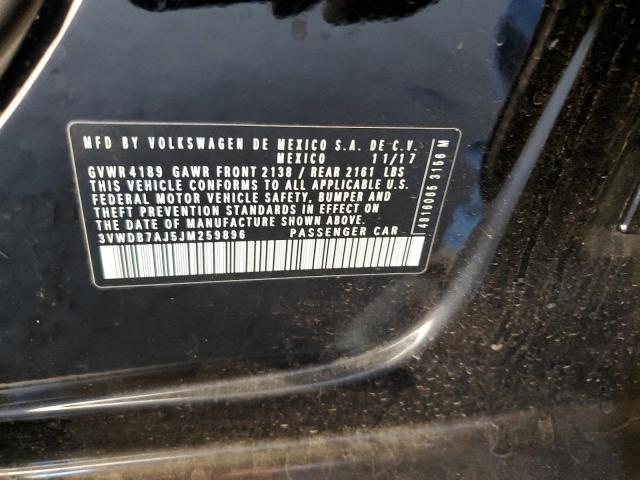 MFD BY VOLKSWAGEN DE MEXICO S.A. DE C.V.
MEXICO 11/17
GVWR 4189 GAWR FRONT 2138 / REAR 2161 LBS
THIS VEHICLE CONFORMS TO ALL APPLICABLE U.S.
FEDERAL MOTOR VEHICLE SAFETY, BUMPER AND
THEFT PREVENTION STANDARDS IN EFFECT ON
THE DATE OF MANUFACTURE SHOWN ABOVE.
3VWDB7AJ5JM259896 PASSENGER CAR
4816065 3156 M